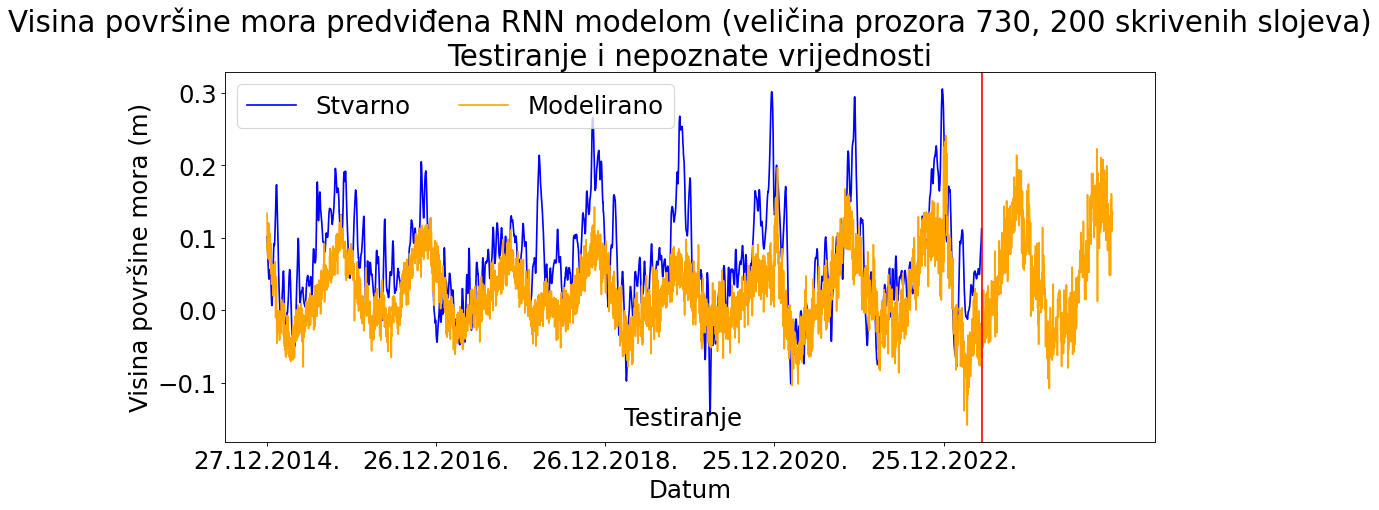 Visina površine mora predviđena RNN modelom (veličina prozora 730, 200 skrivenih slojeva)
Testiranje i nepoznate vrijednosti
Stvarno Modelirano
Visina površine mora (m)
0.3
0.2
0.1
0.0
−0.1
Testiranje
27.12.2014. 26.12.2016. 26.12.2018. 25.12.2020. 25.12.2022.
Datum